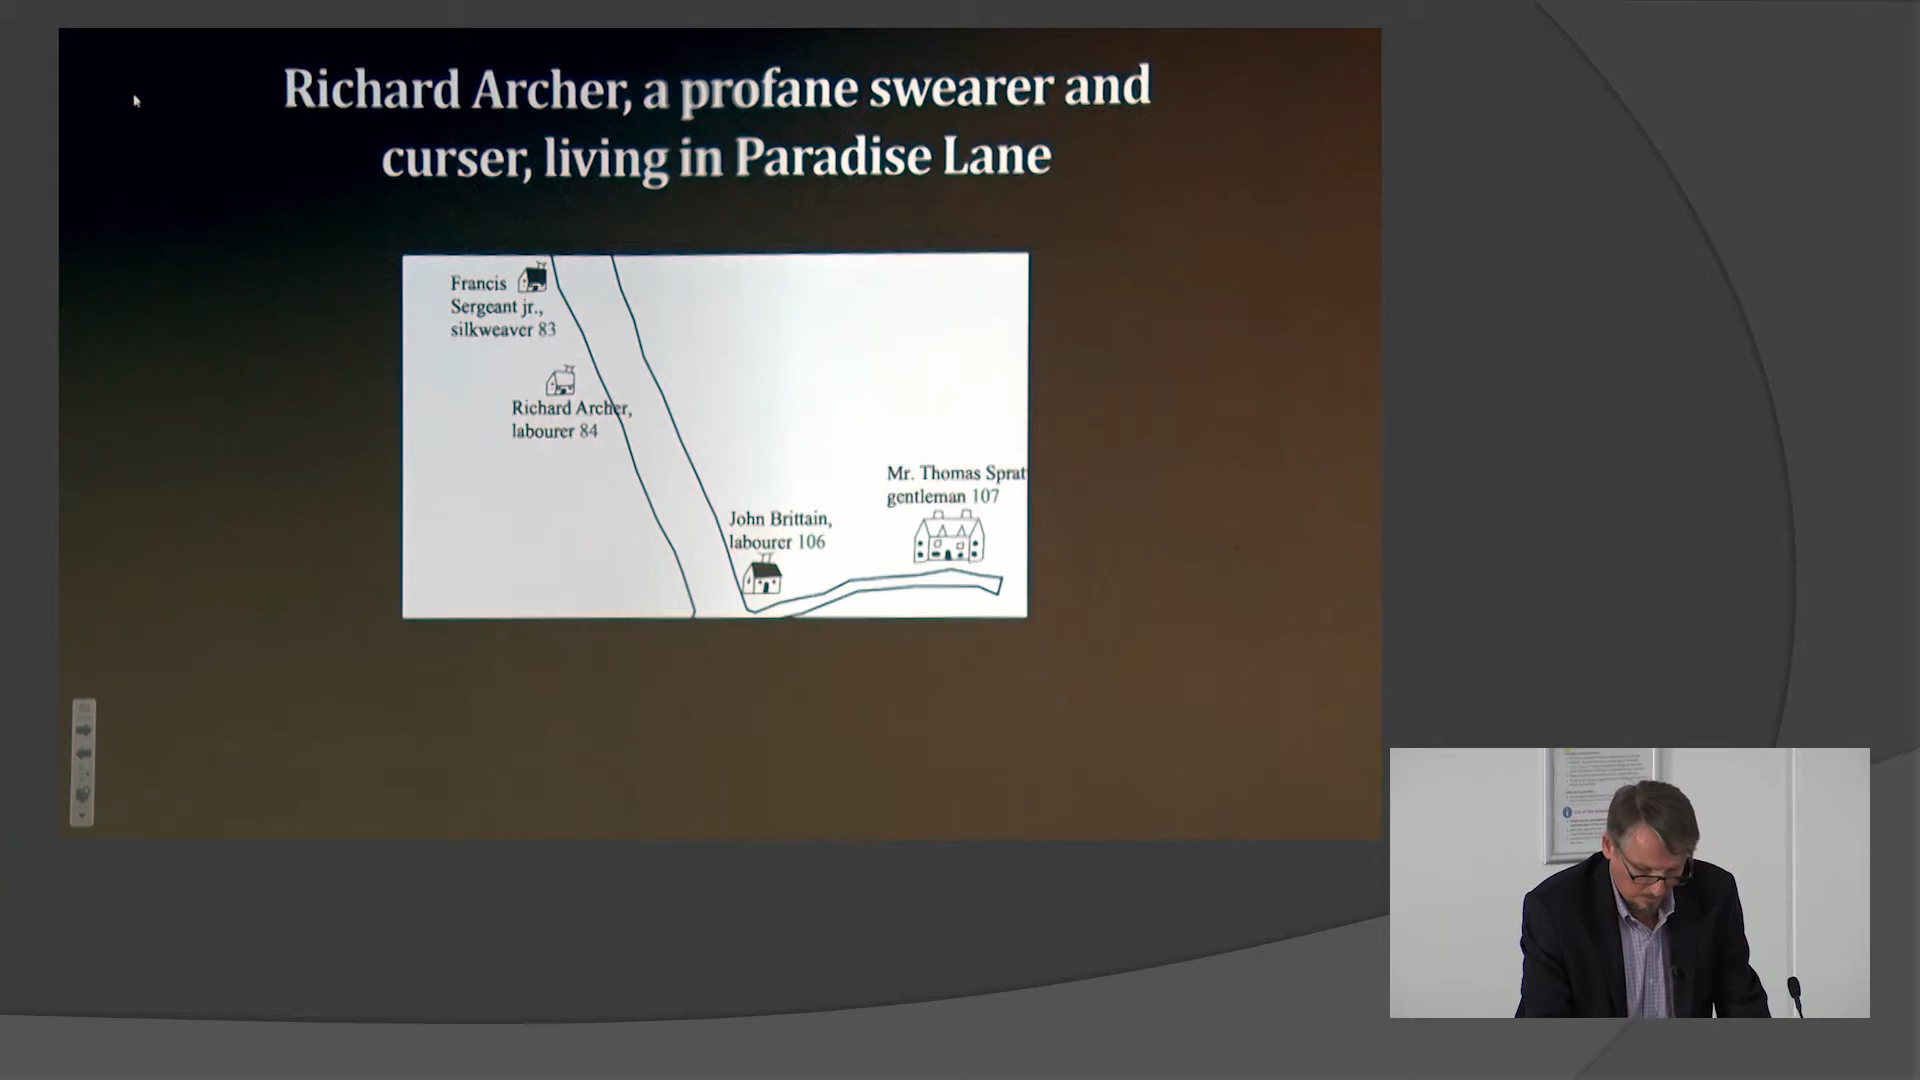 Richard Archer, a profane swearer and
curser, living in Paradise Lane
Francis
Sergeant jr.,
silkweaver 83
Richard Archer,
labourer 84
Mr. Thomas Sprat
gentleman 107
John Brittain,
labourer 106